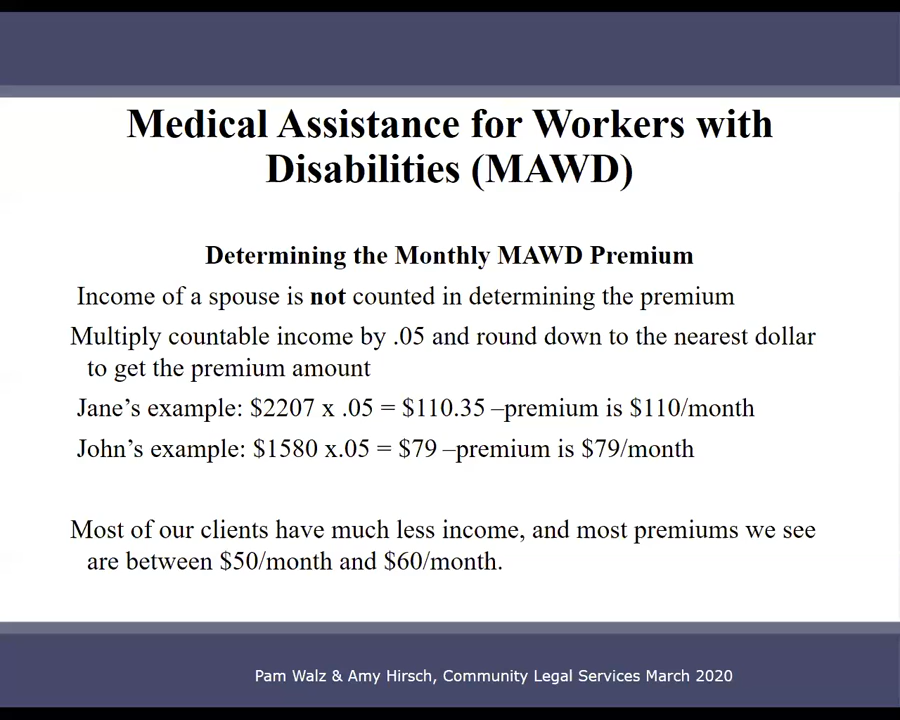 Medical Assistance for Workers with
Disabilities (MAWD)
Determining the Monthly MAWD Premium
Income of a spouse is not counted in determining the premium
Multiply countable income by .05 and round down to the nearest dollar
to get the premium amount
Jane’s example: $2207 x .05 = $110.35 –premium is $110/month
John’s example: $1580 x.05 = $79 –premium is $79/month
Most of our clients have much less income, and most premiums we see
are between $50/month and $60/month.
Pam Walz & Amy Hirsch, Community Legal Services March 2020